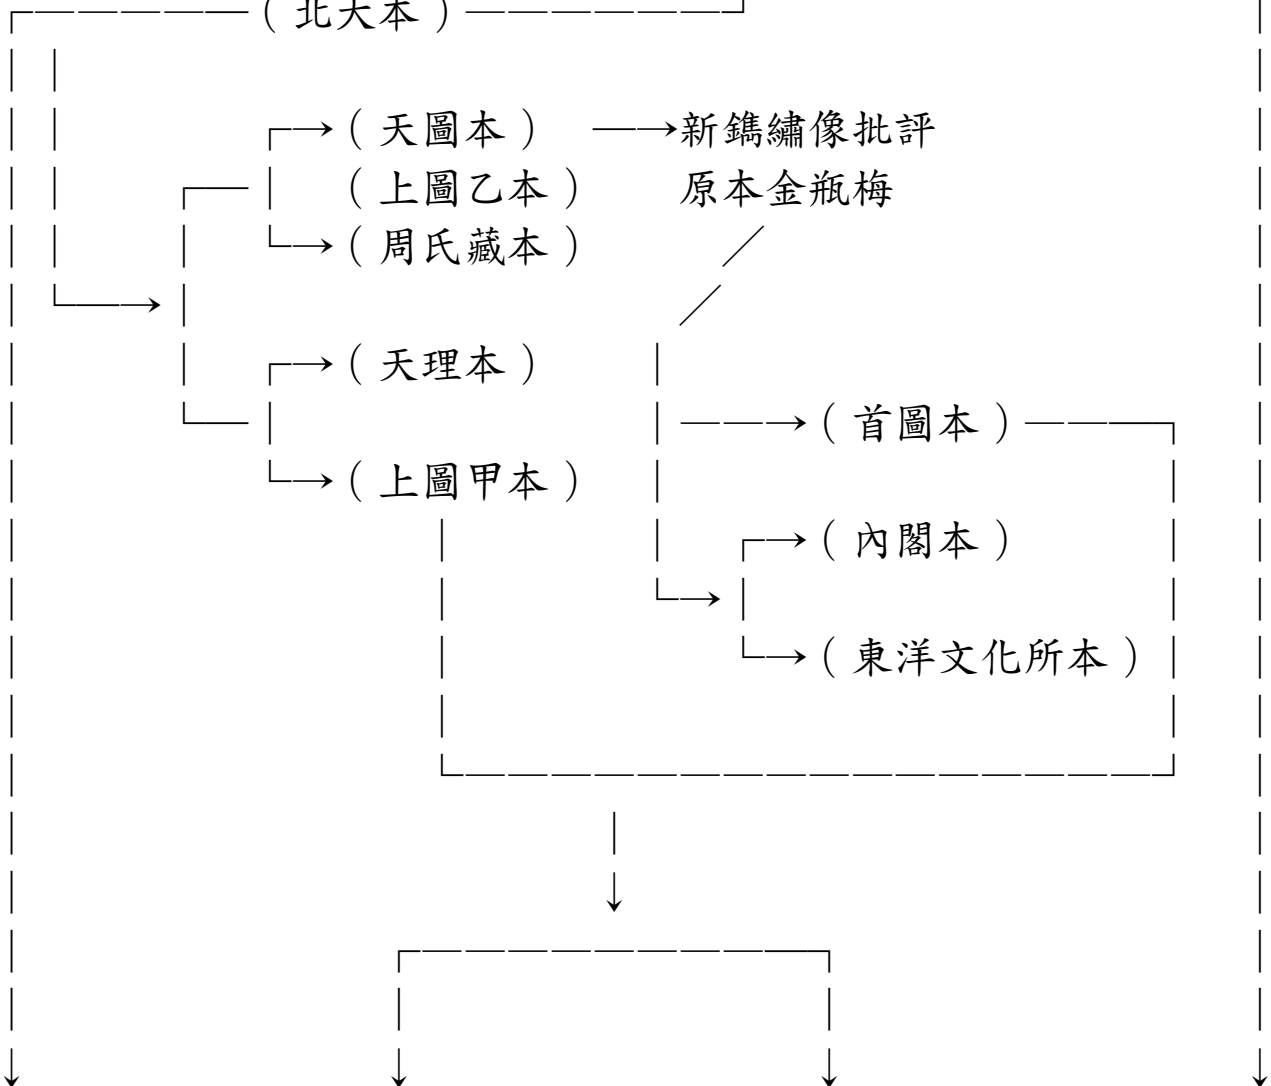 （北大本）
（天圖本） 新鐫繡像批評
（上圖乙本） 原本金瓶梅
（周氏藏本）
（天理本）
（首圖本）
（上圖甲本）
（內閣本）
（東洋文化所本）